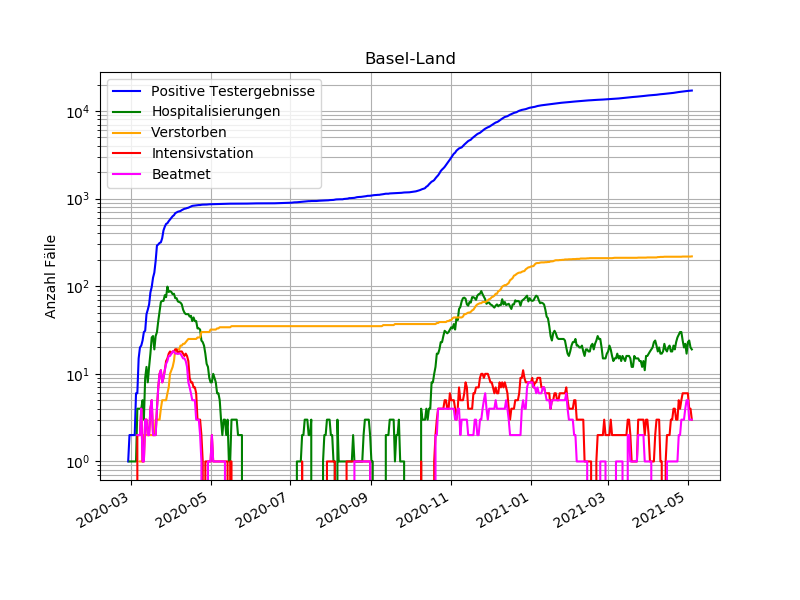 Basel-Land
Positive Testergebnisse
Hospitalisierungen
Verstorben
Intensivstation
Beatmet
Anzahl Fälle
10^4
10^3
10^2
10^1
10^0
2020-03
2020-05
2020-07
2020-09
2020-11
2021-01
2021-03
2021-05